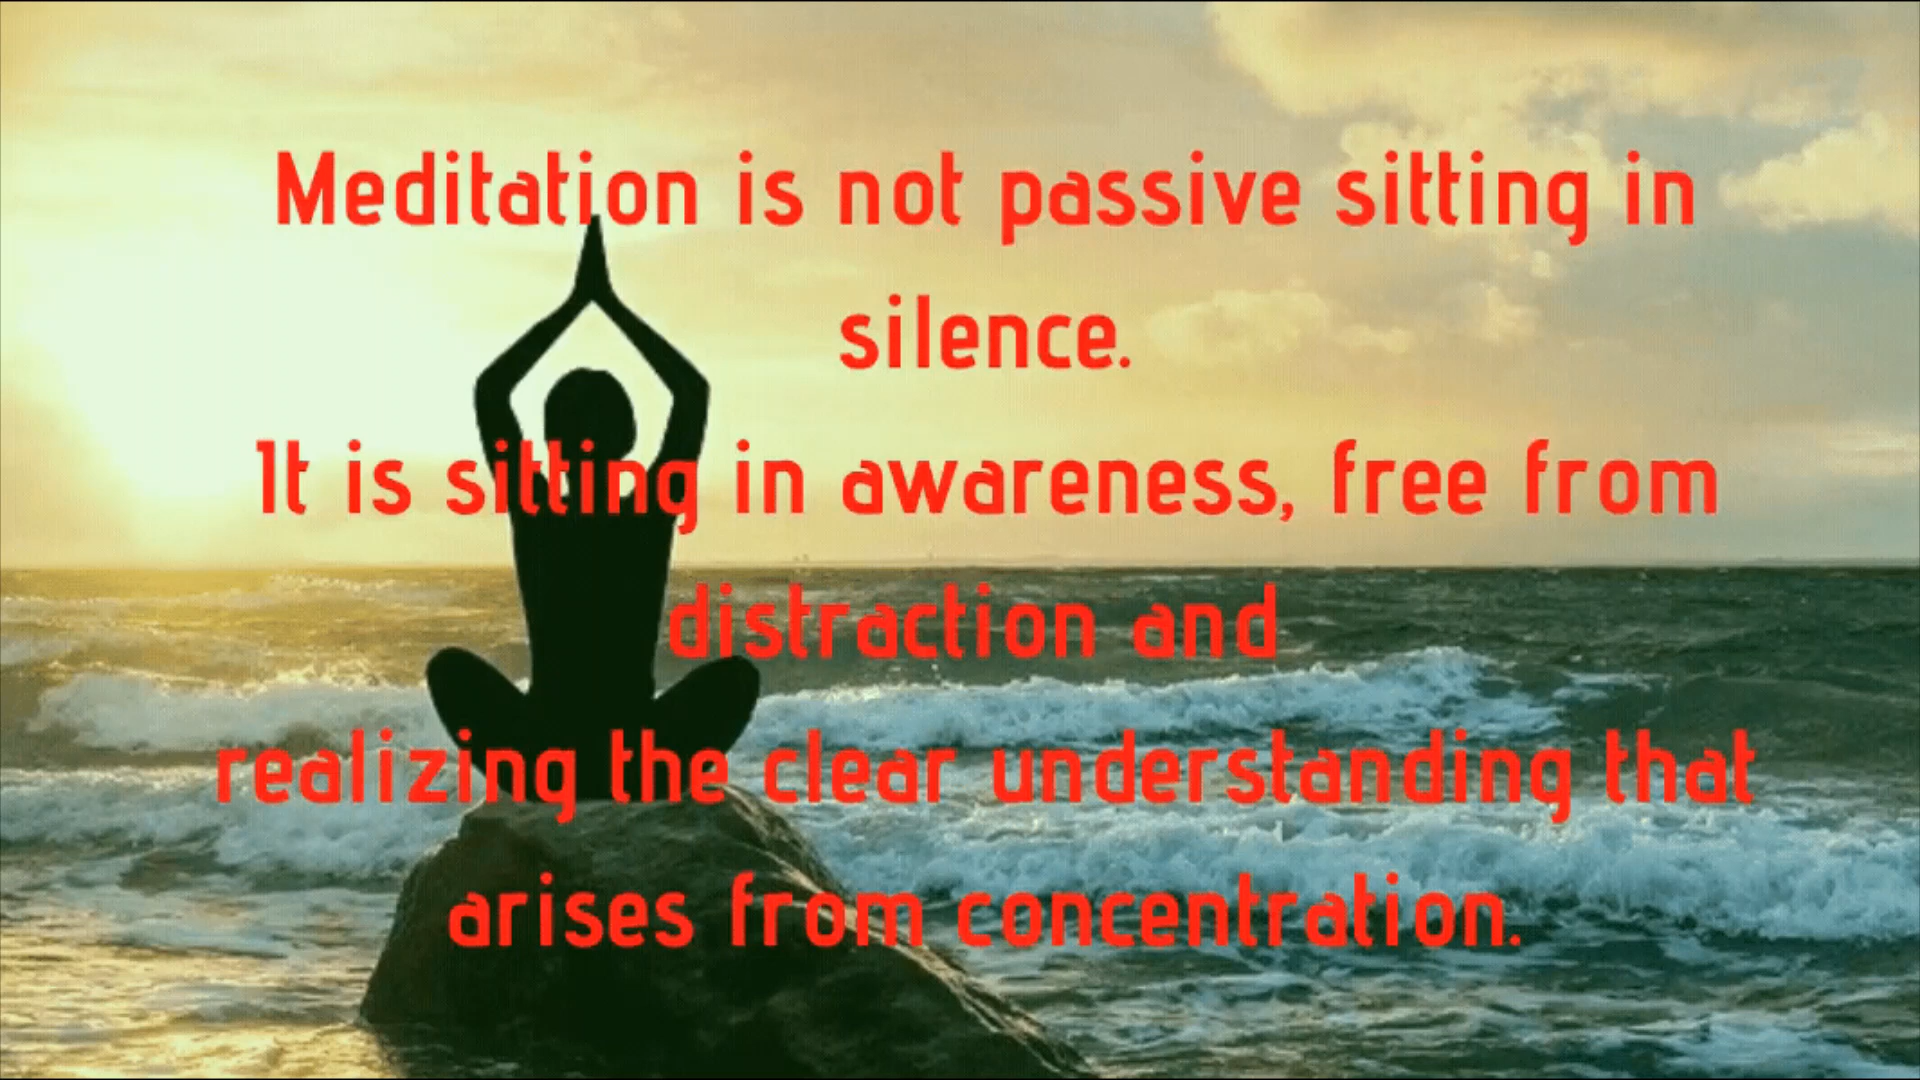 Meditation is not passive sitting in
silence.
It is sitting in awareness, free from
distraction and
realizing the clear understanding that
arises from concentration.